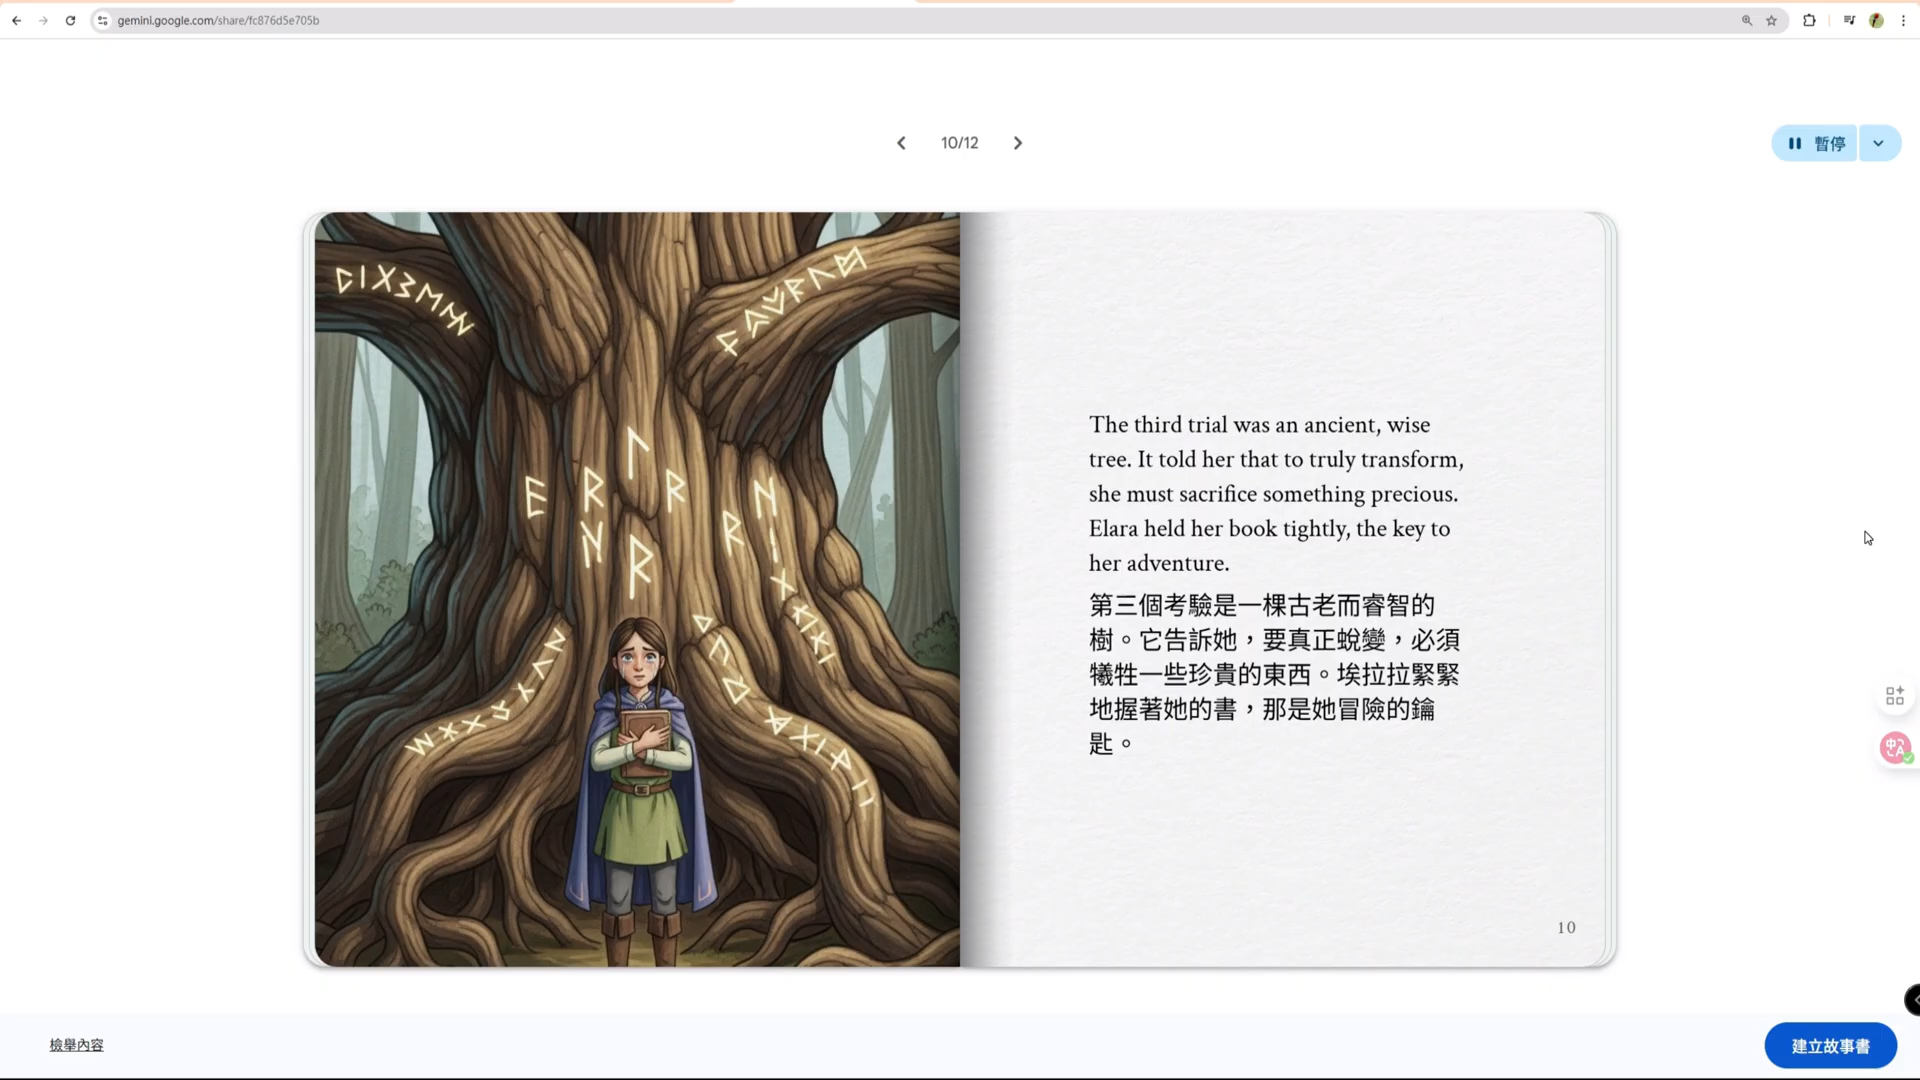 gemini.google.com/share/fc876d5e705b
10/12
暫停
The third trial was an ancient, wise
tree. It told her that to truly transform,
she must sacrifice something precious.
Elara held her book tightly, the key to
her adventure.
第三個考驗是一棵古老而睿智的
樹。它告訴她，要真正蛻變，必須
犧牲一些珍貴的東西。埃拉拉緊緊
地握著她的書，那是她冒險的鑰
匙。
10
檢舉內容
建立故事書